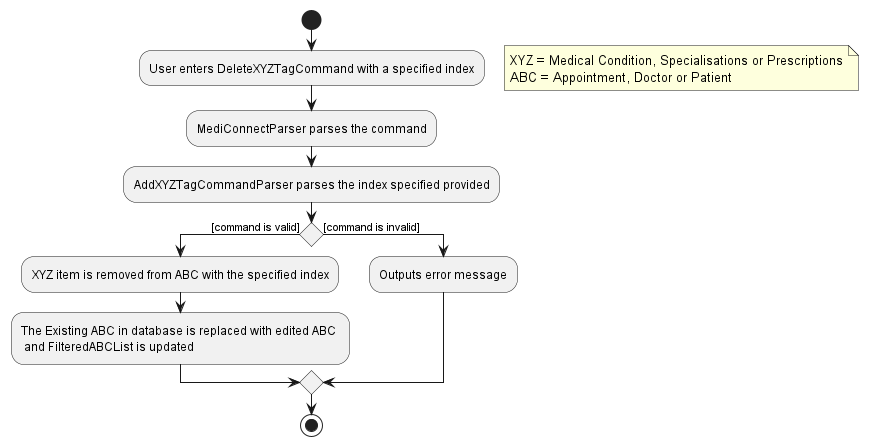 User enters DeleteXYZTagCommand with a specified index
XYZ = Medical Condition, Specialisations or Prescriptions
ABC = Appointment, Doctor or Patient
MediConnectParser parses the command
AddXYZTagCommandParser parses the index specified provided
[command is valid]
[command is invalid]
XYZ item is removed from ABC with the specified index
Outputs error message
The Existing ABC in database is replaced with edited ABC
and FilteredABCList is updated